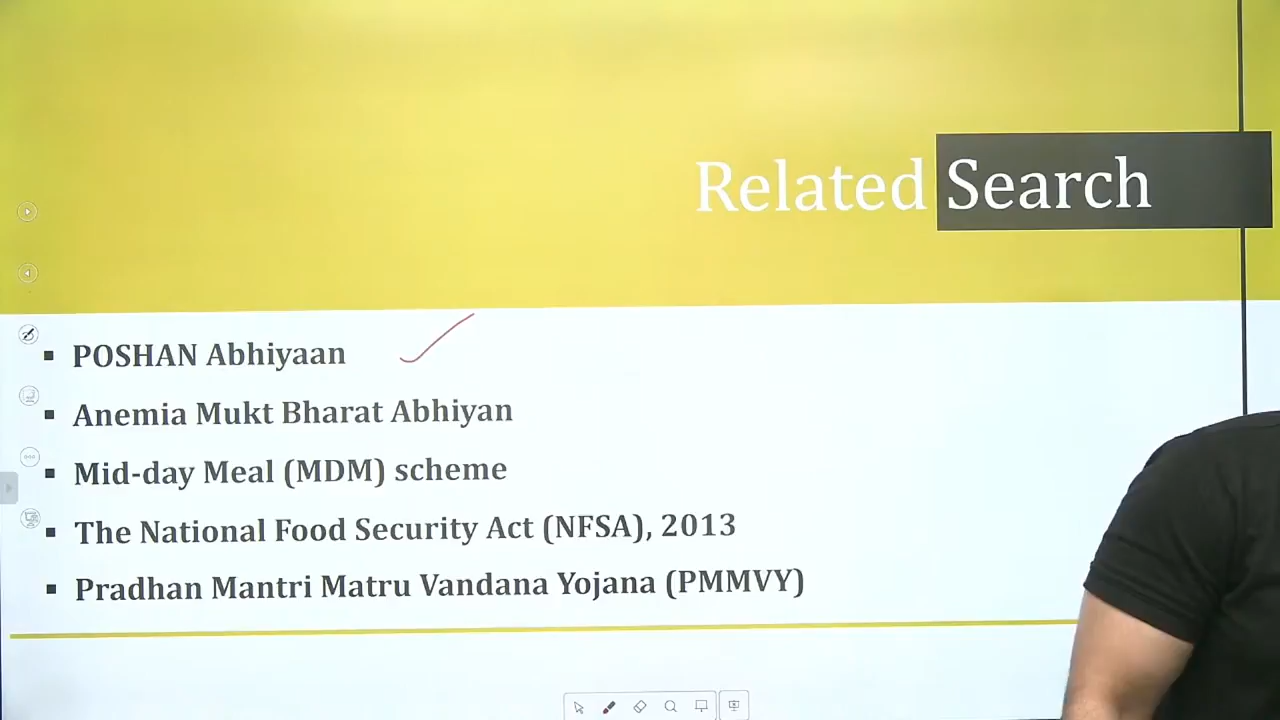 Related Search
▪ POSHAN Abhiyaan
▪ Anemia Mukt Bharat Abhiyan
▪ Mid-day Meal (MDM) scheme
▪ The National Food Security Act (NFSA), 2013
▪ Pradhan Mantri Matru Vandana Yojana (PMMVY)